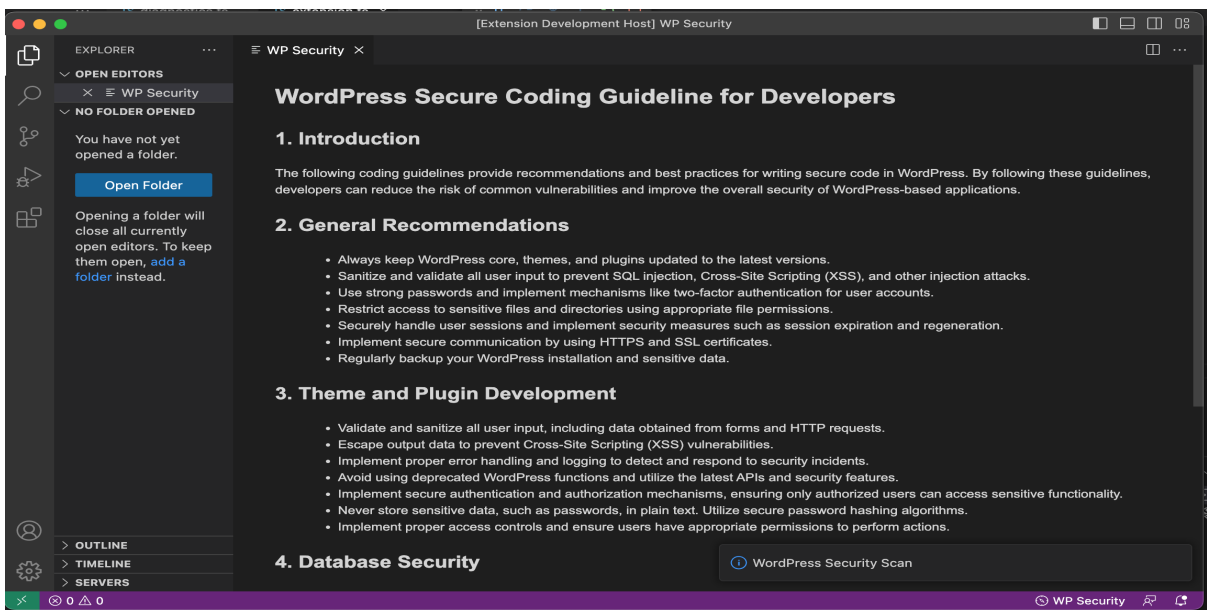 [Extension Development Host] WP Security
EXPLORER
OPEN EDITORS
WP Security
NO FOLDER OPENED
You have not yet
opened a folder.
Open Folder
Opening a folder will
close all currently
open editors. To keep
them open, add a
folder instead.
OUTLINE
TIMELINE
SERVERS
WP Security
WordPress Secure Coding Guideline for Developers
1. Introduction
The following coding guidelines provide recommendations and best practices for writing secure code in WordPress. By following these guidelines,
developers can reduce the risk of common vulnerabilities and improve the overall security of WordPress-based applications.
2. General Recommendations
• Always keep WordPress core, themes, and plugins updated to the latest versions.
• Sanitize and validate all user input to prevent SQL injection, Cross-Site Scripting (XSS), and other injection attacks.
• Use strong passwords and implement mechanisms like two-factor authentication for user accounts.
• Restrict access to sensitive files and directories using appropriate file permissions.
• Securely handle user sessions and implement security measures such as session expiration and regeneration.
• Implement secure communication by using HTTPS and SSL certificates.
• Regularly backup your WordPress installation and sensitive data.
3. Theme and Plugin Development
• Validate and sanitize all user input, including data obtained from forms and HTTP requests.
• Escape output data to prevent Cross-Site Scripting (XSS) vulnerabilities.
• Implement proper error handling and logging to detect and respond to security incidents.
• Avoid using deprecated WordPress functions and utilize the latest APIs and security features.
• Implement secure authentication and authorization mechanisms, ensuring only authorized users can access sensitive functionality.
• Never store sensitive data, such as passwords, in plain text. Utilize secure password hashing algorithms.
• Implement proper access controls and ensure users have appropriate permissions to perform actions.
4. Database Security
WordPress Security Scan
0 0
WP Security